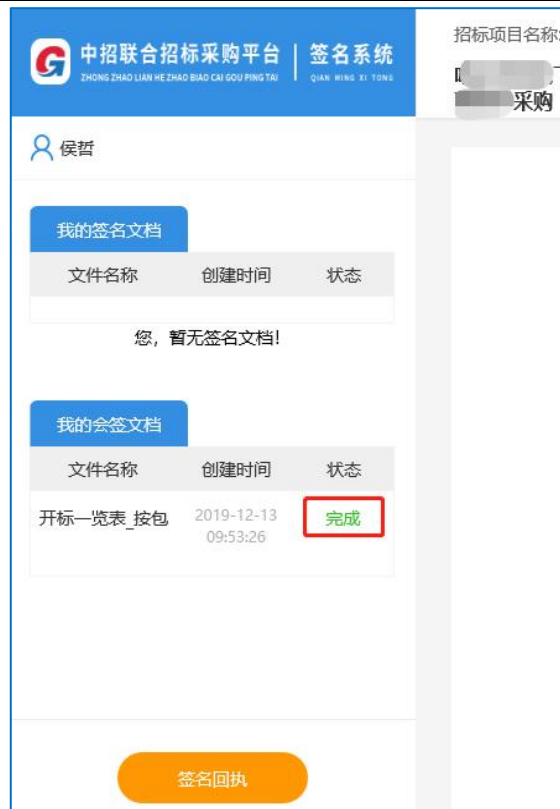 中招联合招标采购平台
ZHONG ZHAO LIAN HE ZHAO BIAO CAI GOU PING TAI
签名系统
QIAN MING XI TONG
招标项目名称:
采购
侯哲
我的签名文档
文件名称 创建时间 状态
您，暂无签名文档!
我的会签文档
文件名称 创建时间 状态
开标一览表_按包 2019-12-13 完成
09:53:26
签名回执